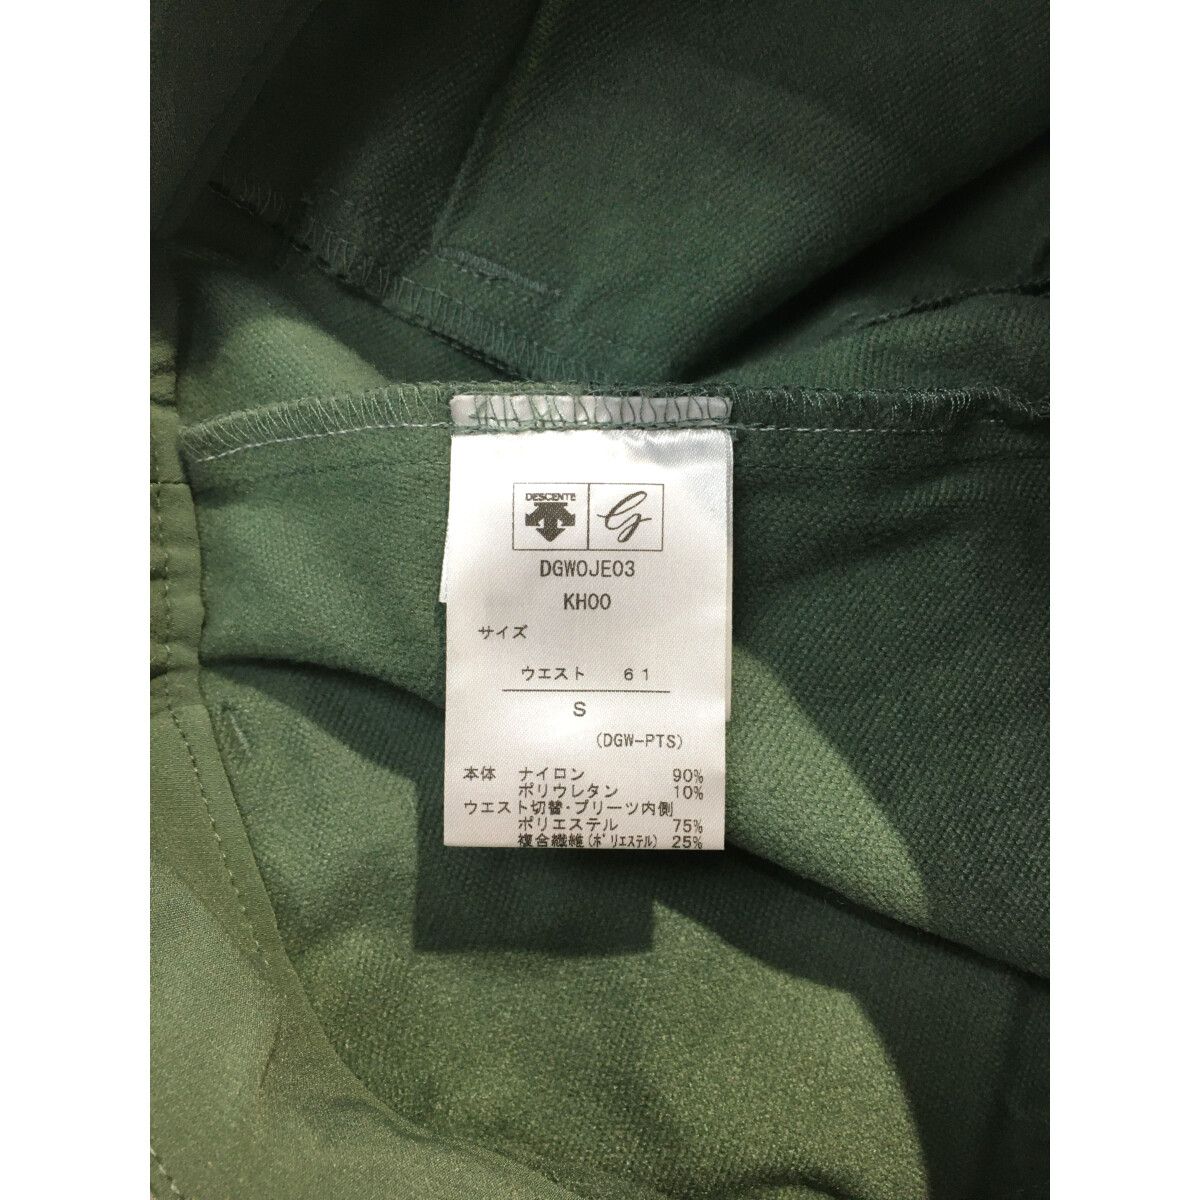 DESCENTE
G
DGWOJE03
KH00
サイズ
ウエスト 61
S
(DGW-PTS)
本体 ナイロン 90%
ポリウレタン 10%
ウエスト切替・プリーツ内側
ポリエステル 75%
複合繊維(ポリエステル) 25%